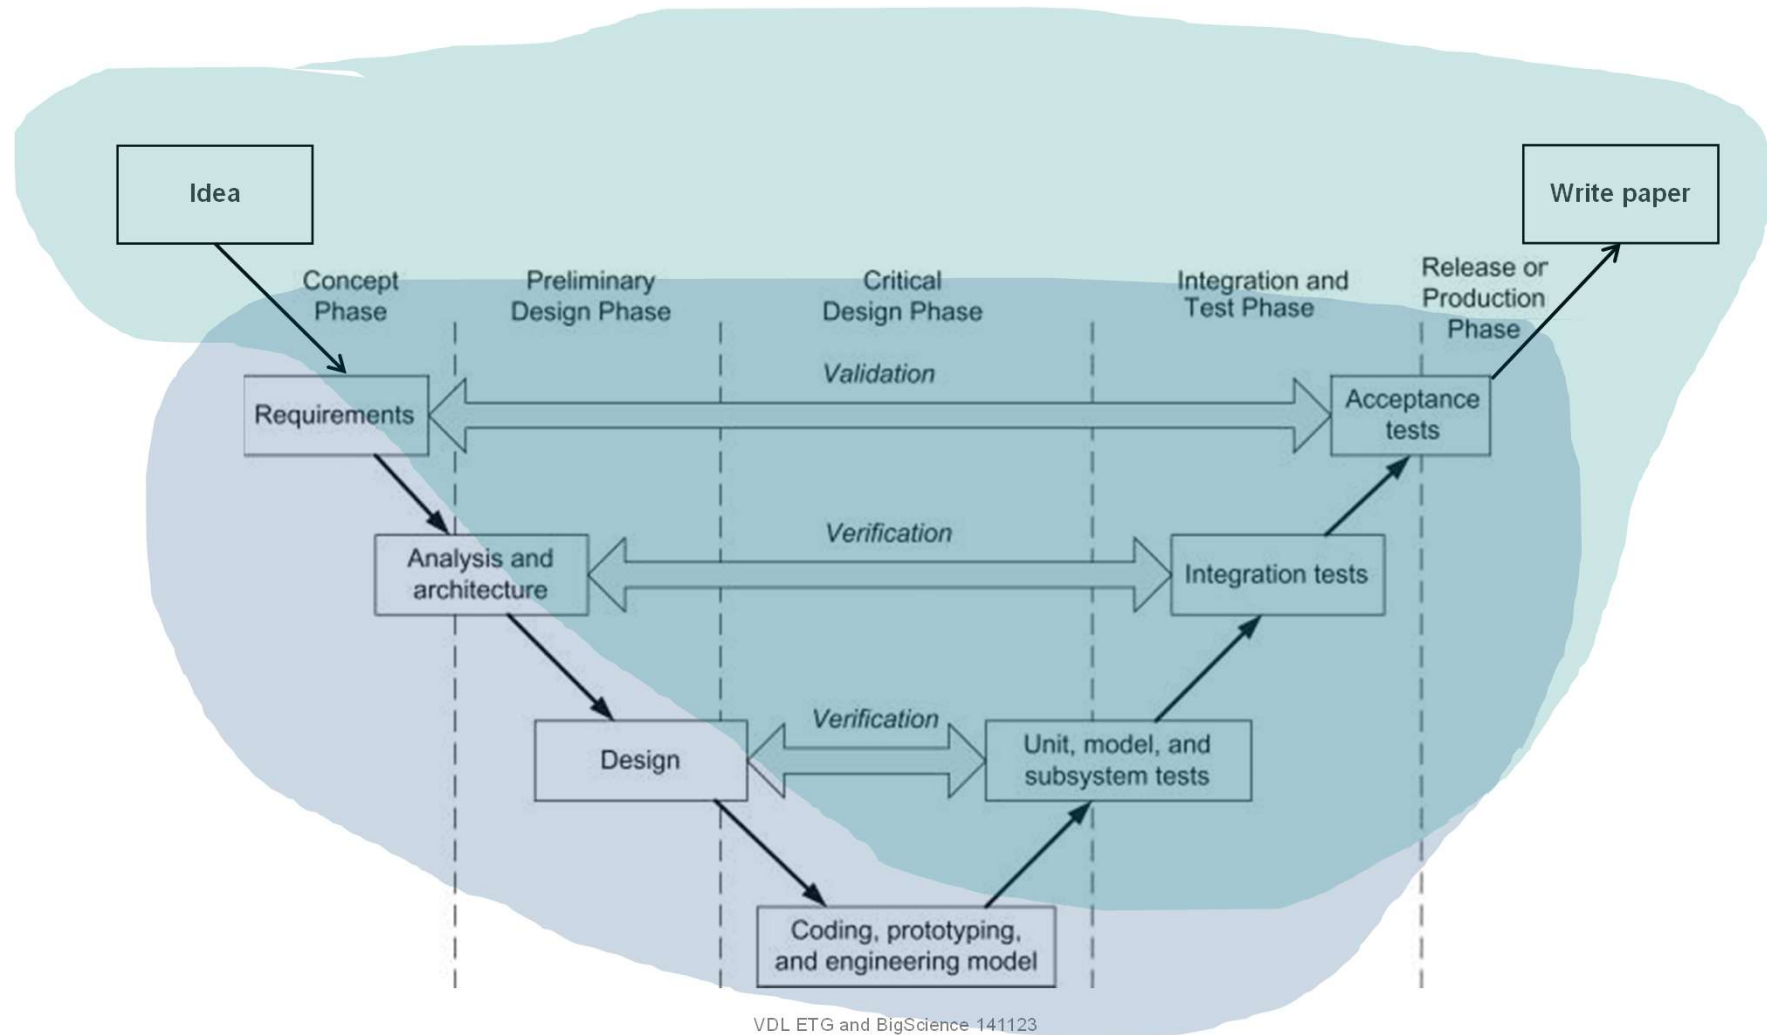 Idea
Write paper
Concept
Phase
Preliminary
Design Phase
Critical
Design Phase
Integration and
Test Phase
Release or
Production
Phase
Validation
Requirements
Acceptance
tests
Verification
Analysis and
architecture
Integration tests
Verification
Design
Unit, model, and
subsystem tests
Coding, prototyping,
and engineering model
VDL ETG and BigScience 141123